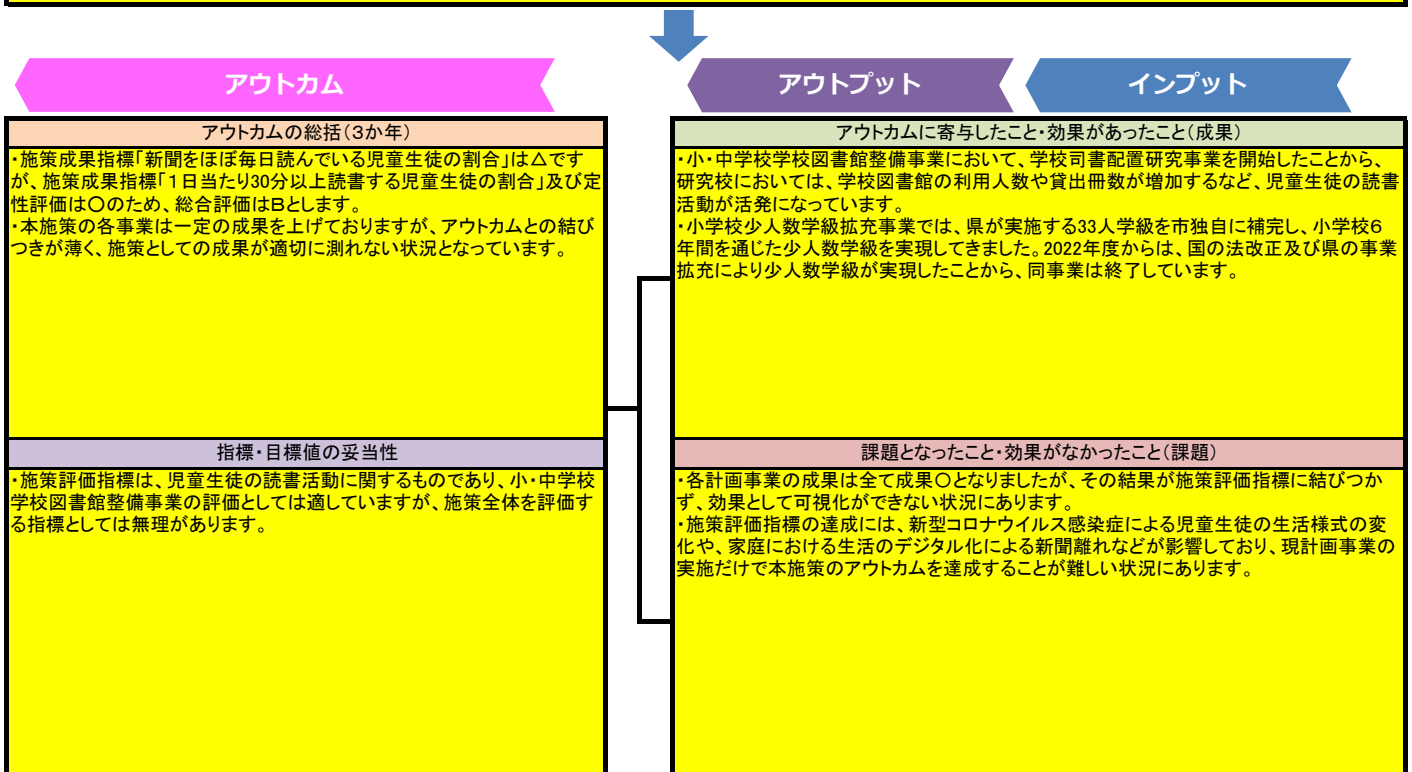 アウトカム
アウトプット
インプット
アウトカムの総括(3か年)
・施策成果指標「新聞をほぼ毎日読んでいる児童生徒の割合」は△です
が、施策成果指標「１日当たり30分以上読書する児童生徒の割合」及び定
性評価は〇のため、総合評価はBとします。
・本施策の各事業は一定の成果を上げておりますが、アウトカムとの結び
つきが薄く、施策としての成果が適切に測れない状況となっています。
指標・目標値の妥当性
・施策評価指標は、児童生徒の読書活動に関するものであり、小・中学校
学校図書館整備事業の評価としては適していますが、施策全体を評価す
る指標としては無理があります。
アウトカムに寄与したこと・効果があったこと(成果)
・小・中学校学校図書館整備事業において、学校司書配置研究事業を開始したことから、
研究校においては、学校図書館の利用人数や貸出冊数が増加するなど、児童生徒の読書
活動が活発になっています。
・小学校少人数学級拡充事業では、県が実施する33人学級を市独自に補完し、小学校６
年間を通じた少人数学級を実現してきました。2022年度からは、国の法改正及び県の事業
拡充により少人数学級が実現したことから、同事業は終了しています。
課題となったこと・効果がなかったこと(課題)
・各計画事業の成果は全て成果〇となりましたが、その結果が施策評価指標に結びつか
ず、効果として可視化ができない状況にあります。
・施策評価指標の達成には、新型コロナウイルス感染症による児童生徒の生活様式の変
化や、家庭における生活のデジタル化による新聞離れなどが影響しており、現計画事業の
実施だけで本施策のアウトカムを達成することが難しい状況にあります。